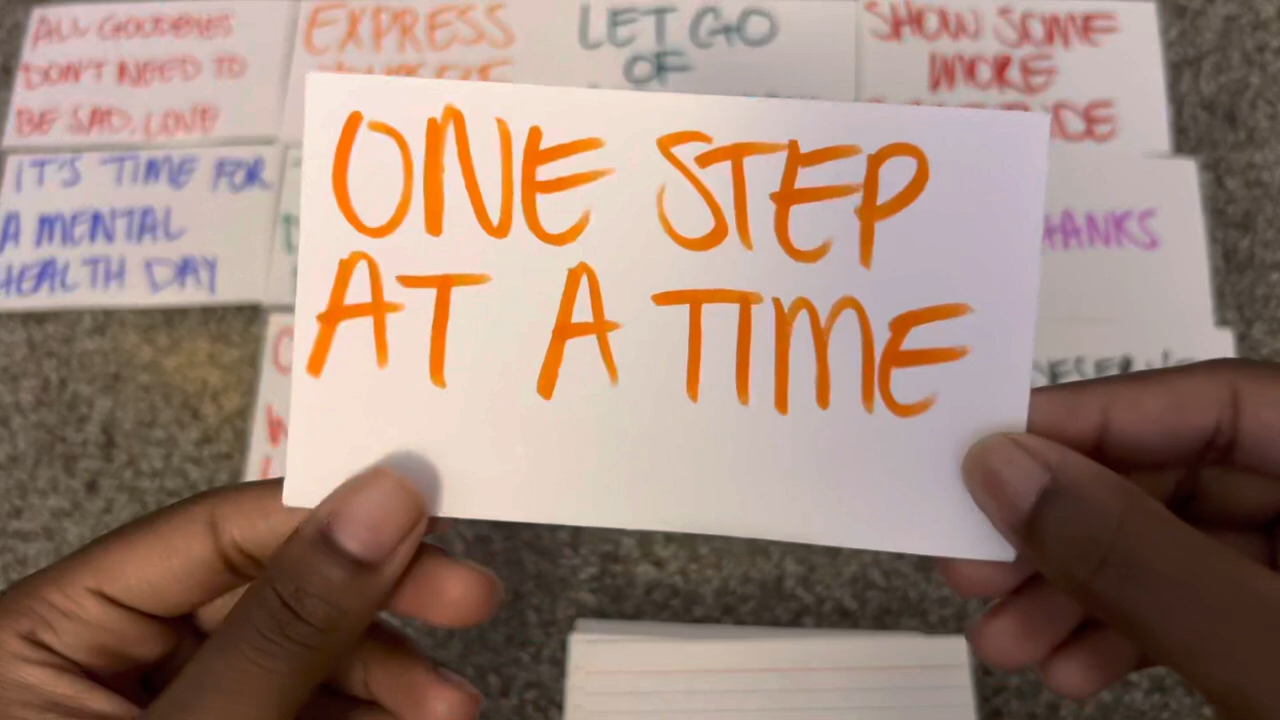 ALL GOODBYES
DON'T NEED TO
BE SAD, LOVE
EXPRESS
YOURSELF
LET GO
OF
SHOW SOME
MORE
IT'S TIME FOR
A MENTAL
HEALTH DAY
ONE STEP
AT A TIME